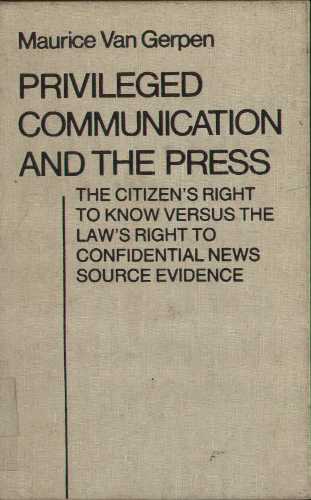 Maurice Van Gerpen
PRIVILEGED
COMMUNICATION
AND THE PRESS
THE CITIZEN'S RIGHT
TO KNOW VERSUS THE
LAW'S RIGHT TO
CONFIDENTIAL NEWS
SOURCE EVIDENCE